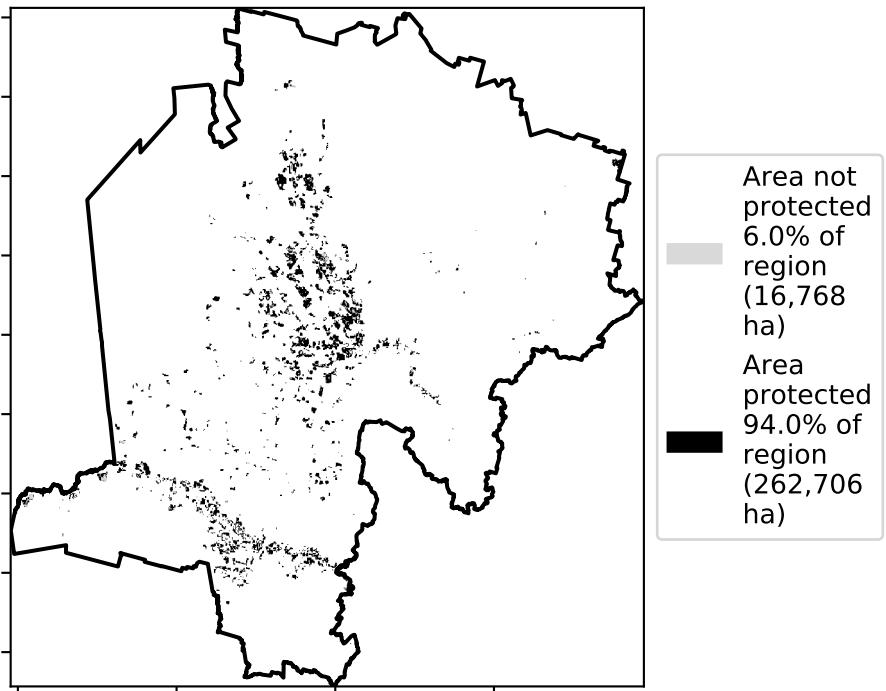 Area not
protected
6.0% of
region
(16,768
ha)
Area
protected
94.0% of
region
(262,706
ha)